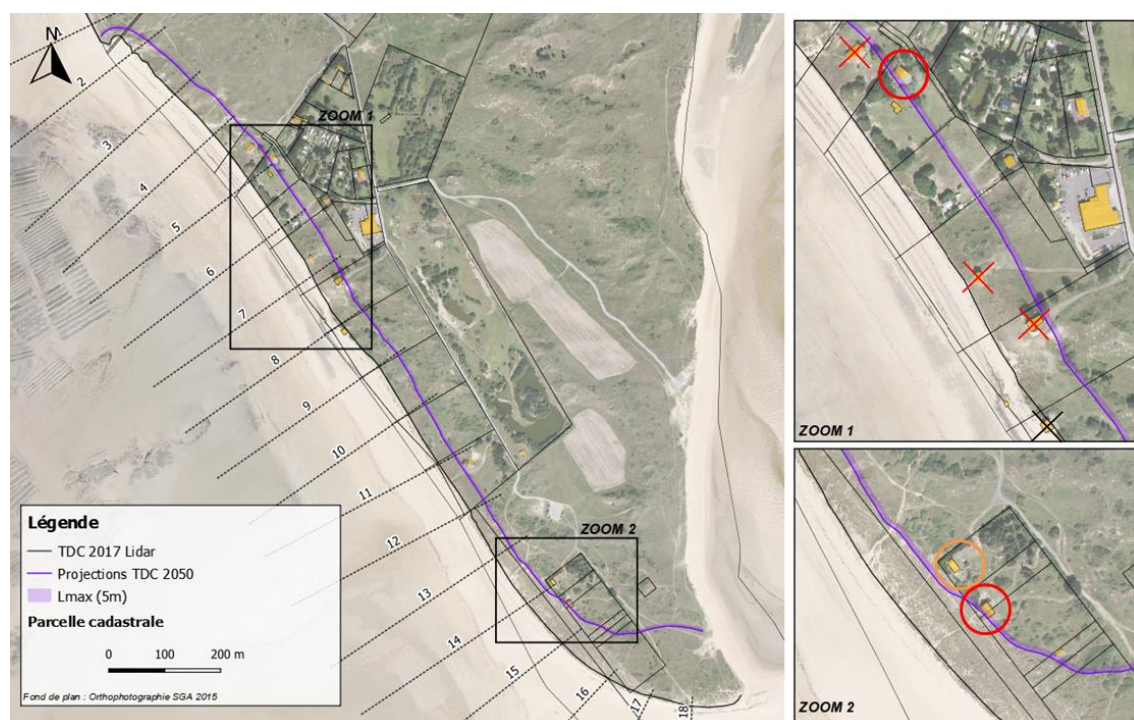 N
2
3
4
5
6
7
8
9
10
11
12
13
14
15
16
17
18
ZOOM 1
ZOOM 2
Légende
TDC 2017 Lidar
Projections TDC 2050
Lmax (5m)
Parcelle cadastrale
0 100 200 m
Fond de plan : Orthophotographie SGA 2015
ZOOM 1
ZOOM 2